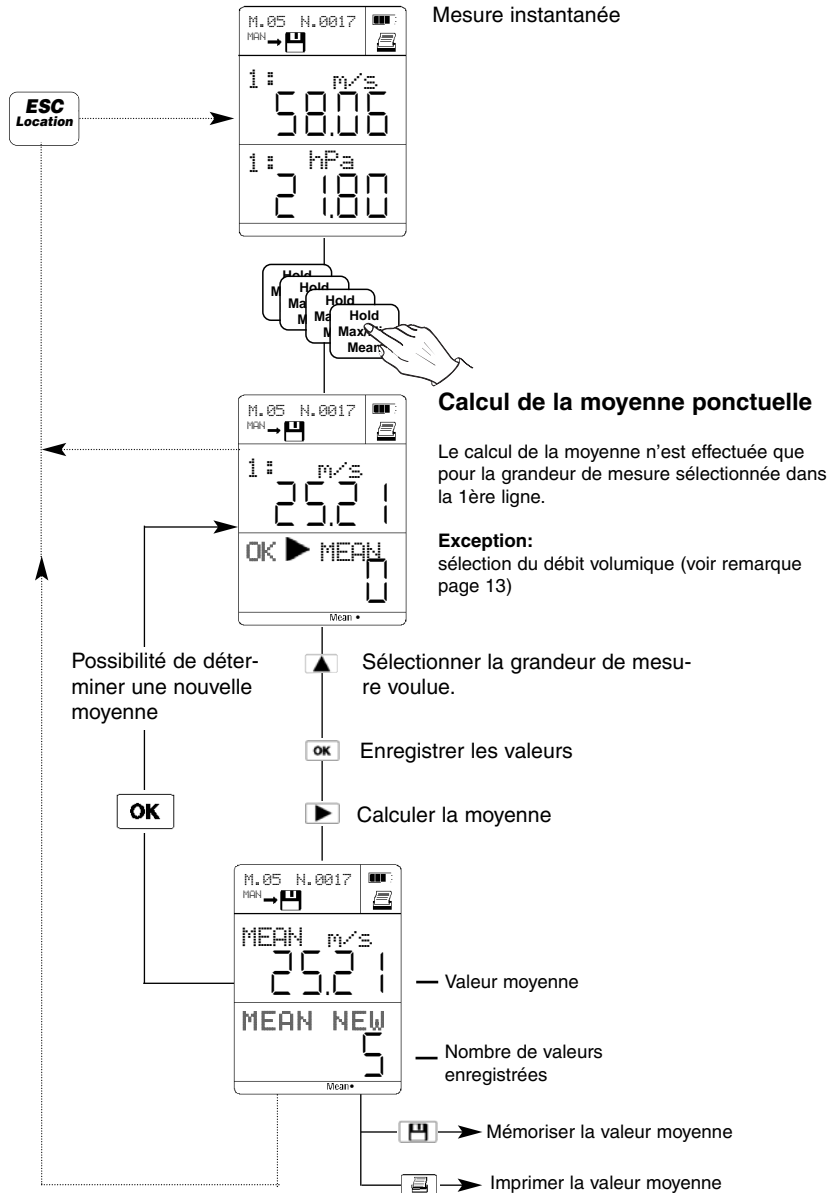 Mesure instantanée
M.05 N.0017
MAN
1: m/s
58.06
1: hPa
21.80
ESC
Location
Hold
M
Hold
Ma
M
Hold
Ma
M
Hold
Max/
Mean
Calcul de la moyenne ponctuelle
Le calcul de la moyenne n'est effectuée que
pour la grandeur de mesure sélectionnée dans
la 1ère ligne.
Exception:
sélection du débit volumique (voir remarque
page 13)
M.05 N.0017
MAN
1: m/s
25.21
OK ▶ MEAN
0
Mean •
Possibilité de déter-
miner une nouvelle
moyenne
Sélectionner la grandeur de mesu-
re voulue.
OK Enregistrer les valeurs
Calculer la moyenne
OK
M.05 N.0017
MAN
MEAN m/s
25.21
Valeur moyenne
MEAN NEW
5
Nombre de valeurs
enregistrées
Mean•
Mémoriser la valeur moyenne
Imprimer la valeur moyenne